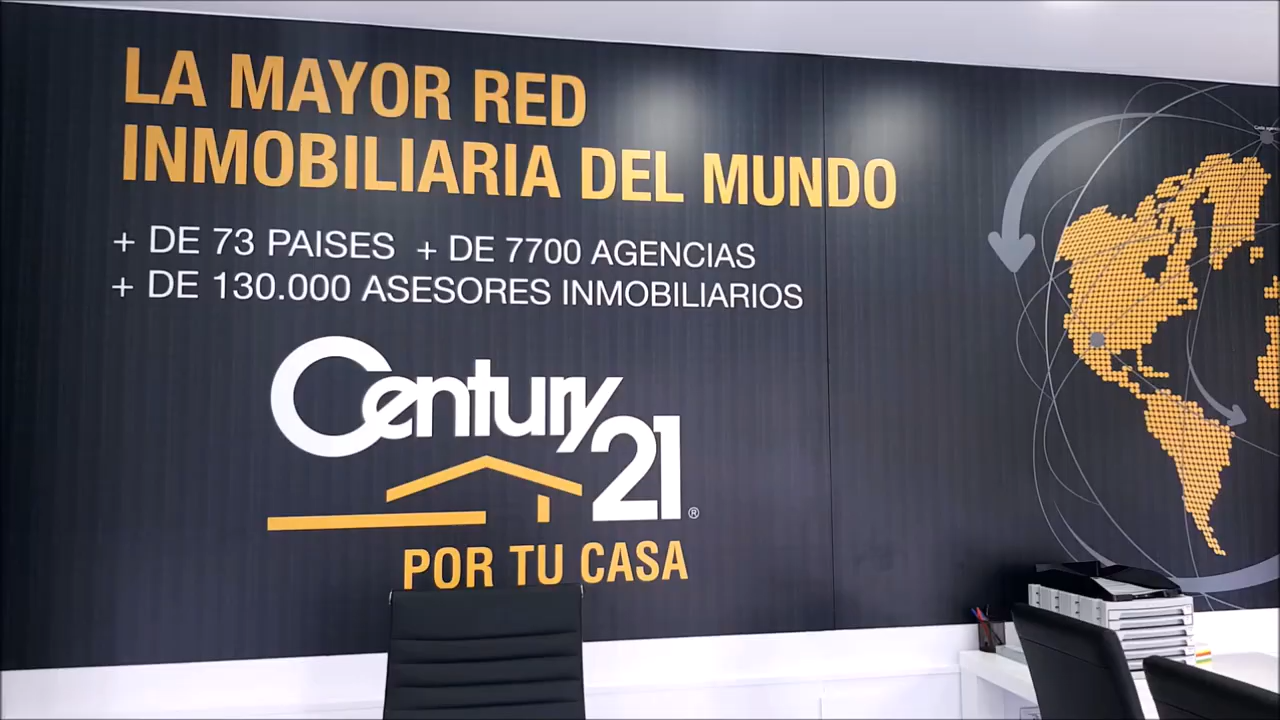 LA MAYOR RED
INMOBILIARIA DEL MUNDO
+ DE 73 PAISES + DE 7700 AGENCIAS
+ DE 130.000 ASESORES INMOBILIARIOS
Century
21®
POR TU CASA